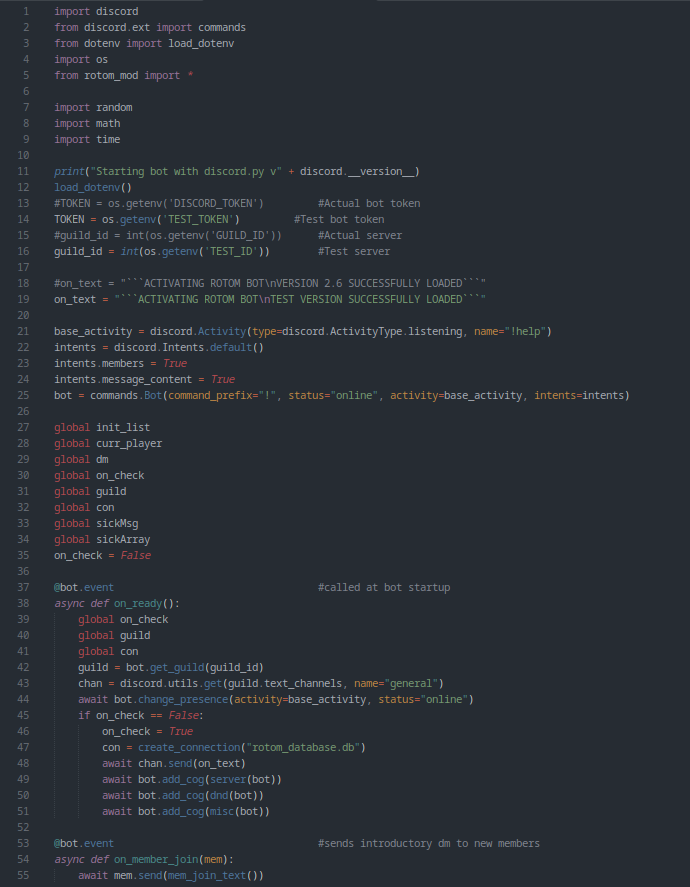 1 import discord
2 from discord.ext import commands
3 from dotenv import load_dotenv
4 import os
5 from rotom_mod import *
6
7 import random
8 import math
9 import time
10
11 print("Starting bot with discord.py v" + discord.__version__)
12 load_dotenv()
13 #TOKEN = os.getenv('DISCORD_TOKEN')         #Actual bot token
14 TOKEN = os.getenv('TEST_TOKEN')         #Test bot token
15 #guild_id = int(os.getenv('GUILD_ID'))      #Actual server
16 guild_id = int(os.getenv('TEST_ID'))        #Test server
17
18 #on_text = "```ACTIVATING ROTOM BOT\nVERSION 2.6 SUCCESSFULLY LOADED```"
19 on_text = "```ACTIVATING ROTOM BOT\nTEST VERSION SUCCESSFULLY LOADED```"
20
21 base_activity = discord.Activity(type=discord.ActivityType.listening, name="!help")
22 intents = discord.Intents.default()
23 intents.members = True
24 intents.message_content = True
25 bot = commands.Bot(command_prefix="!", status="online", activity=base_activity, intents=intents)
26
27 global init_list
28 global curr_player
29 global dm
30 global on_check
31 global guild
32 global con
33 global sickMsg
34 global sickArray
35 on_check = False
36
37 @bot.event                                  #called at bot startup
38 async def on_ready():
39     global on_check
40     global guild
41     global con
42     guild = bot.get_guild(guild_id)
43     chan = discord.utils.get(guild.text_channels, name="general")
44     await bot.change_presence(activity=base_activity, status="online")
45     if on_check == False:
46         on_check = True
47         con = create_connection("rotom_database.db")
48         await chan.send(on_text)
49         await bot.add_cog(server(bot))
50         await bot.add_cog(dnd(bot))
51         await bot.add_cog(misc(bot))
52
53 @bot.event                                  #sends introductory dm to new members
54 async def on_member_join(mem):
55     await mem.send(mem_join_text())